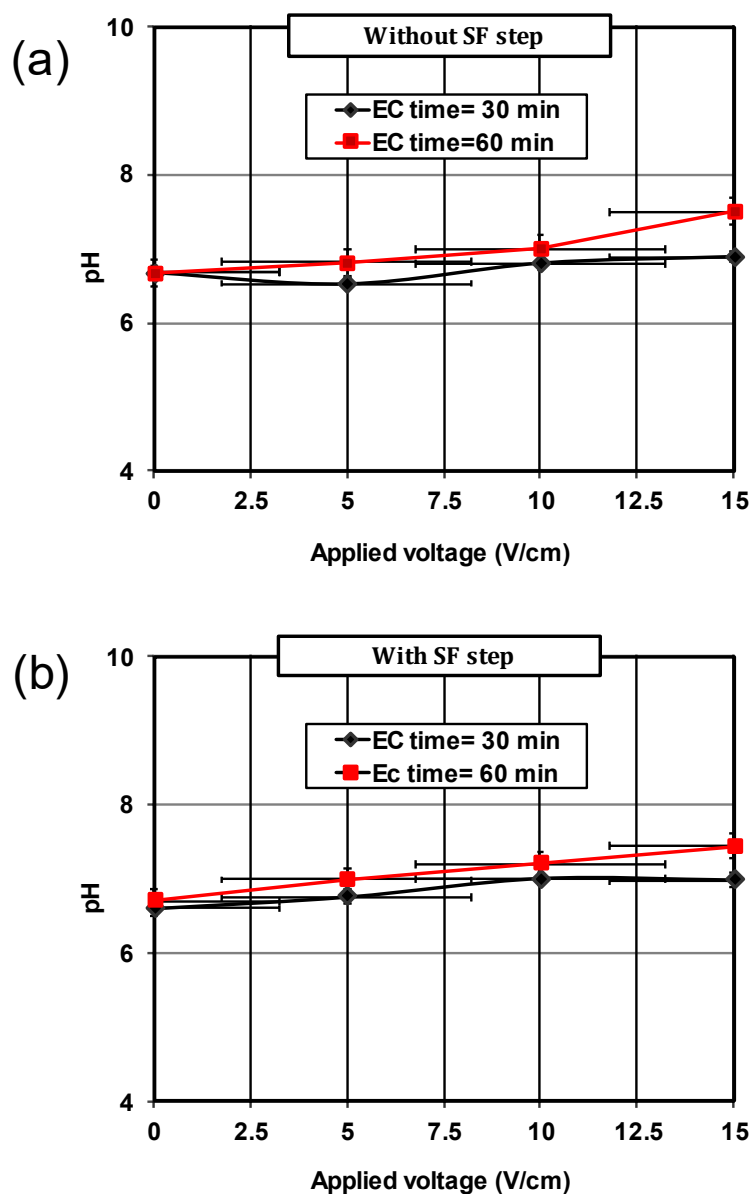 (a)
Without SF step
EC time= 30 min
EC time=60 min
10
8
6
4
pH
0 2.5 5 7.5 10 12.5 15
Applied voltage (V/cm)
(b)
With SF step
EC time= 30 min
Ec time= 60 min
10
8
6
4
pH
0 2.5 5 7.5 10 12.5 15
Applied voltage (V/cm)